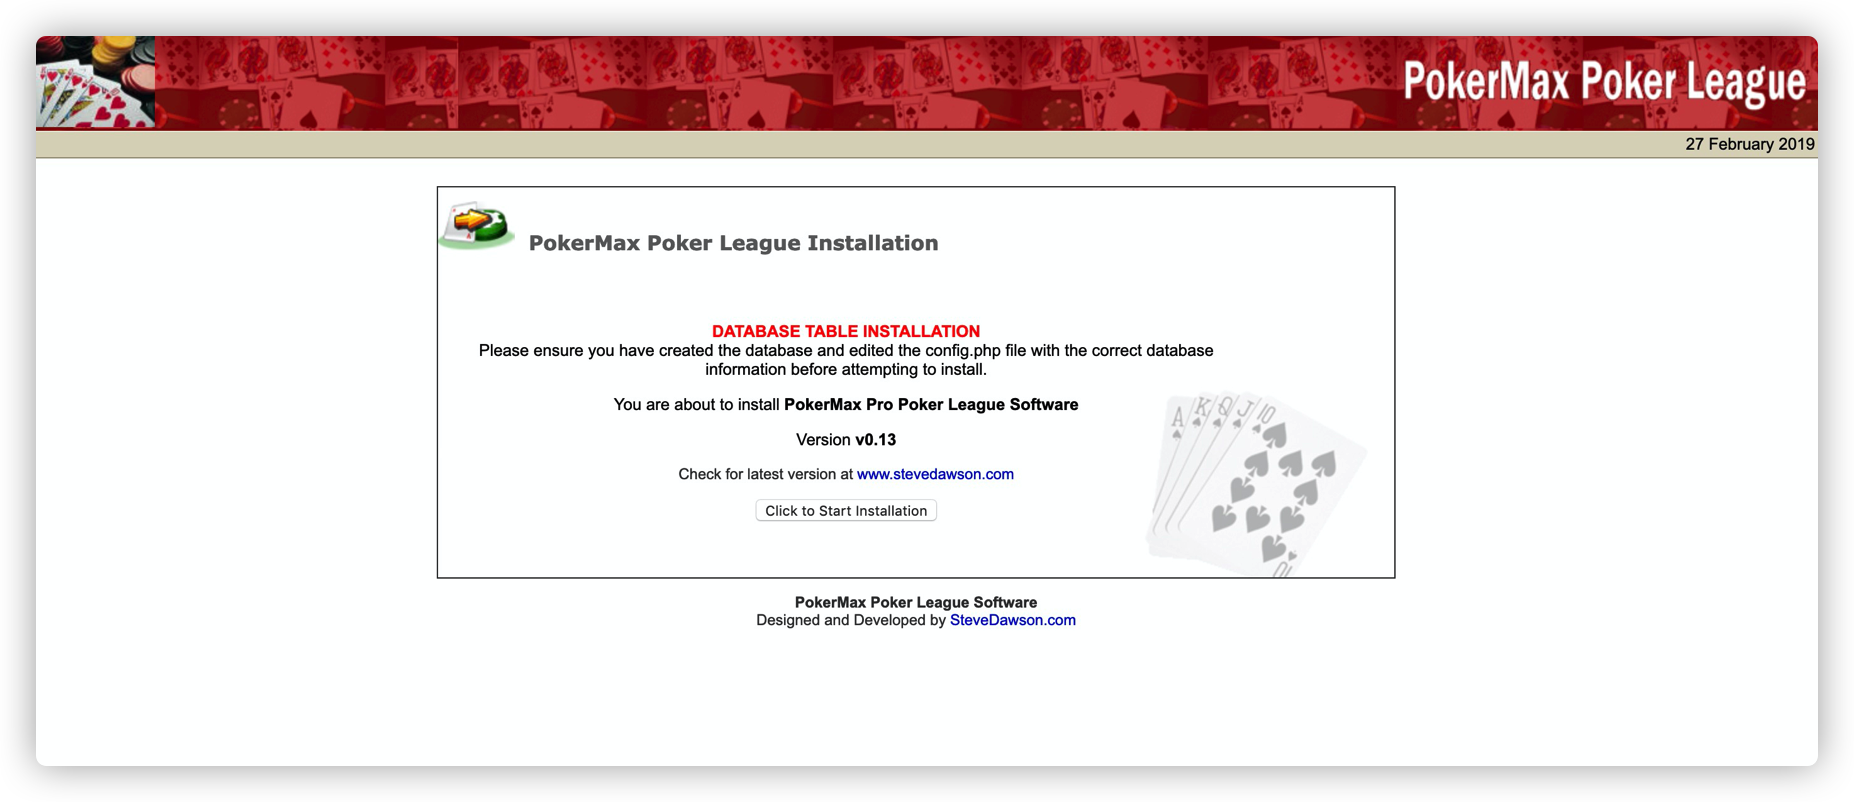 PokerMax Poker League
27 February 2019
PokerMax Poker League Installation
DATABASE TABLE INSTALLATION
Please ensure you have created the database and edited the config.php file with the correct database
information before attempting to install.
You are about to install PokerMax Pro Poker League Software
Version v0.13
Check for latest version at www.stevedawson.com
Click to Start Installation
A K Q J 10
10
PokerMax Poker League Software
Designed and Developed by SteveDawson.com